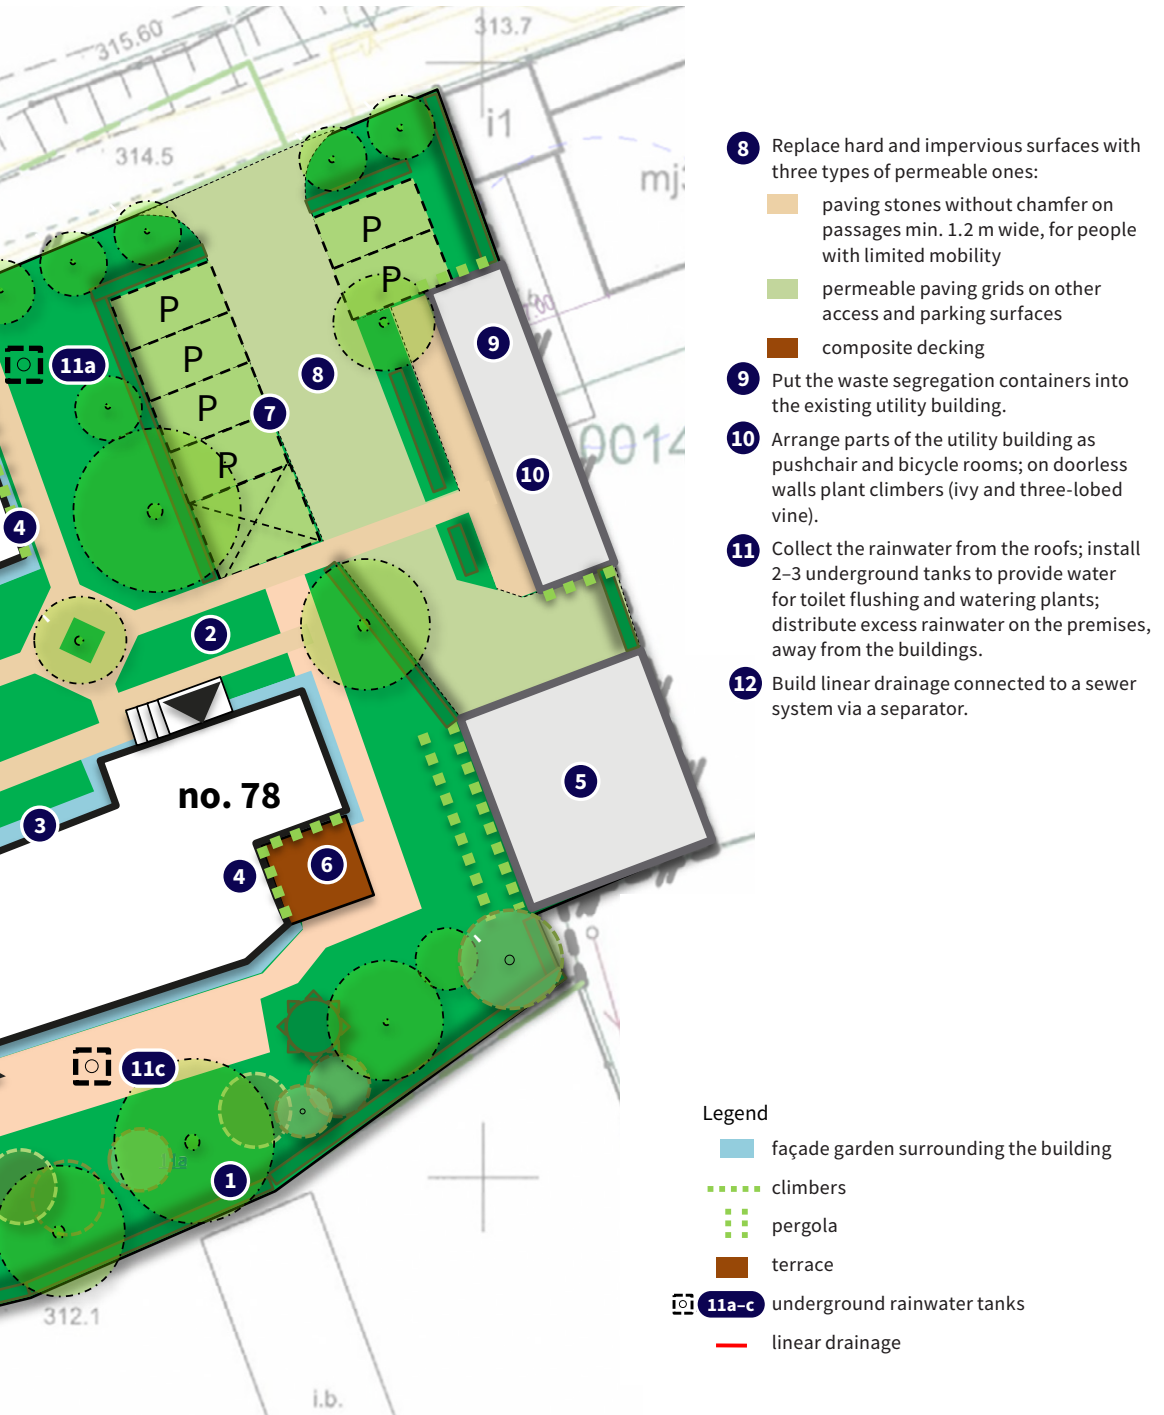 315.60
313.7
i1
314.5
P
P
P
P
P
P
11a
9
8
7
10
4
2
5
no. 78
3
4
6
11c
1
312.1
i.b.
8 Replace hard and impervious surfaces with
three types of permeable ones:
paving stones without chamfer on
passages min. 1.2 m wide, for people
with limited mobility
permeable paving grids on other
access and parking surfaces
composite decking
9 Put the waste segregation containers into
the existing utility building.
10 Arrange parts of the utility building as
pushchair and bicycle rooms; on doorless
walls plant climbers (ivy and three-lobed
vine).
11 Collect the rainwater from the roofs; install
2–3 underground tanks to provide water
for toilet flushing and watering plants;
distribute excess rainwater on the premises,
away from the buildings.
12 Build linear drainage connected to a sewer
system via a separator.
Legend
façade garden surrounding the building
climbers
pergola
terrace
11a–c underground rainwater tanks
linear drainage